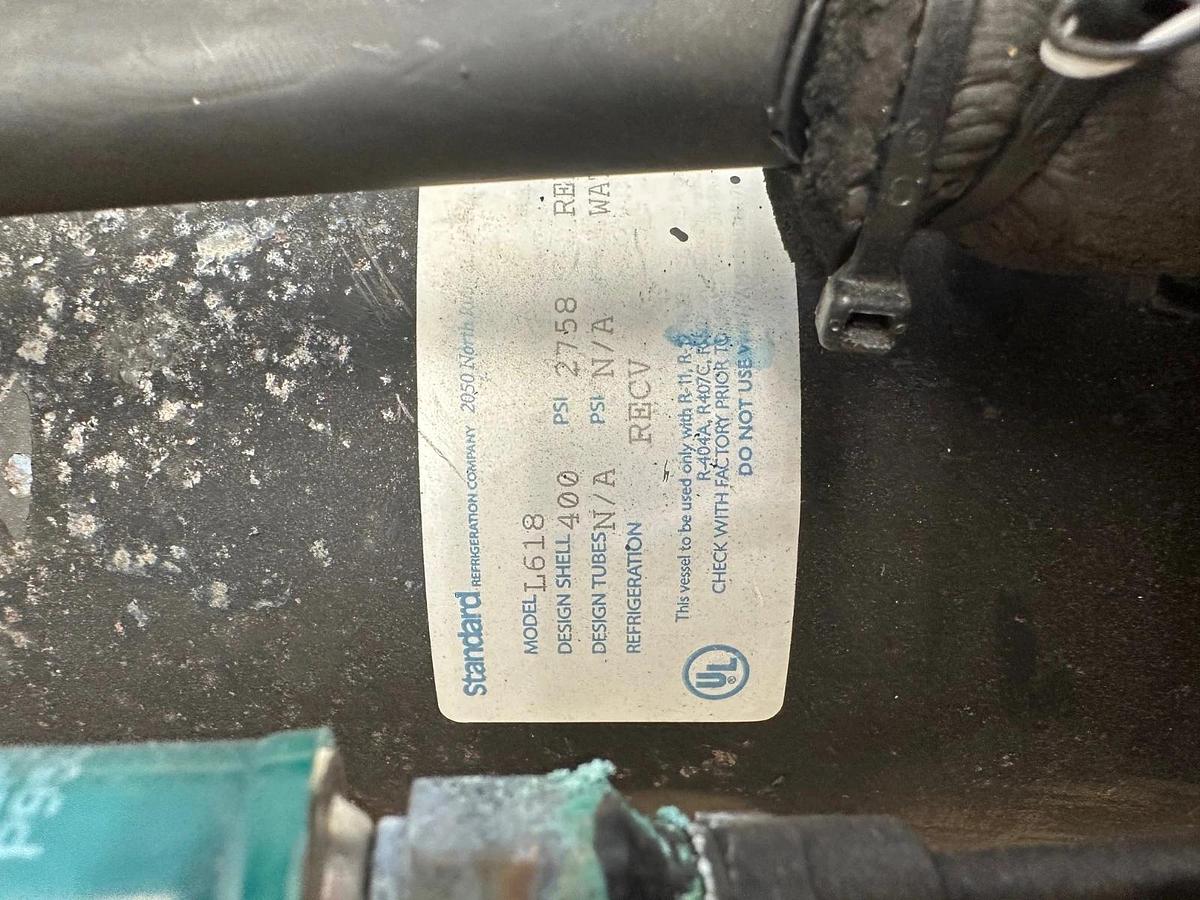 Standard REFRIGERATION COMPANY 2050 North
MODEL L618
DESIGN SHELL 400 PSI 2758 RE
DESIGN TUBES N/A PSI N/A WA
REFRIGERATION RECV
This vessel to be used only with R-11, R-
R-404A, R407C,
CHECK WITH FACTORY PRIOR TO
DO NOT USE
UL ®